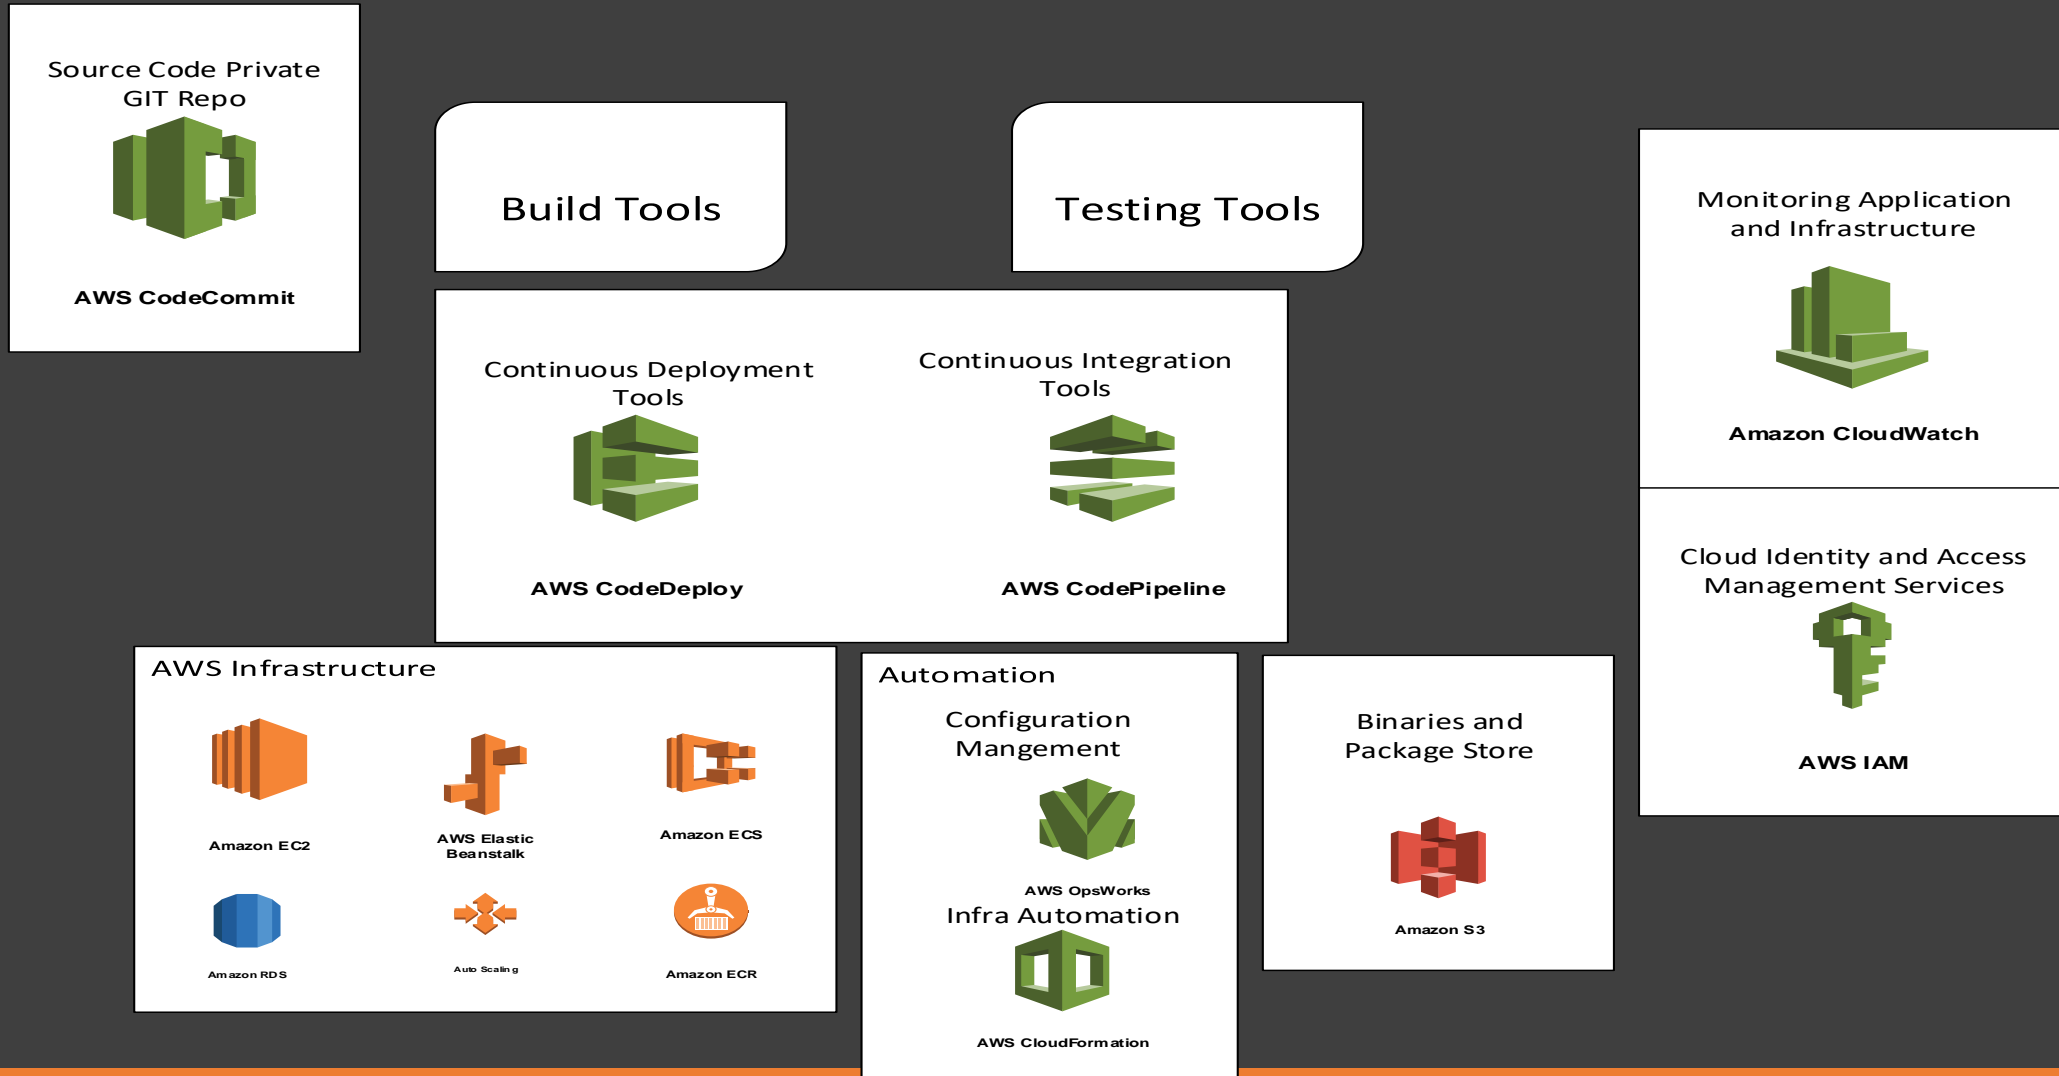 Source Code Private
GIT Repo
AWS CodeCommit
Build Tools
Testing Tools
Continuous Deployment
Tools
AWS CodeDeploy
Continuous Integration
Tools
AWS CodePipeline
Monitoring Application
and Infrastructure
Amazon CloudWatch
Cloud Identity and Access
Management Services
AWS IAM
AWS Infrastructure
Amazon EC2
AWS Elastic
Beanstalk
Amazon ECS
Amazon RDS
Auto Scaling
Amazon ECR
Automation
Configuration
Mangement
AWS OpsWorks
Infra Automation
AWS CloudFormation
Binaries and
Package Store
Amazon S3